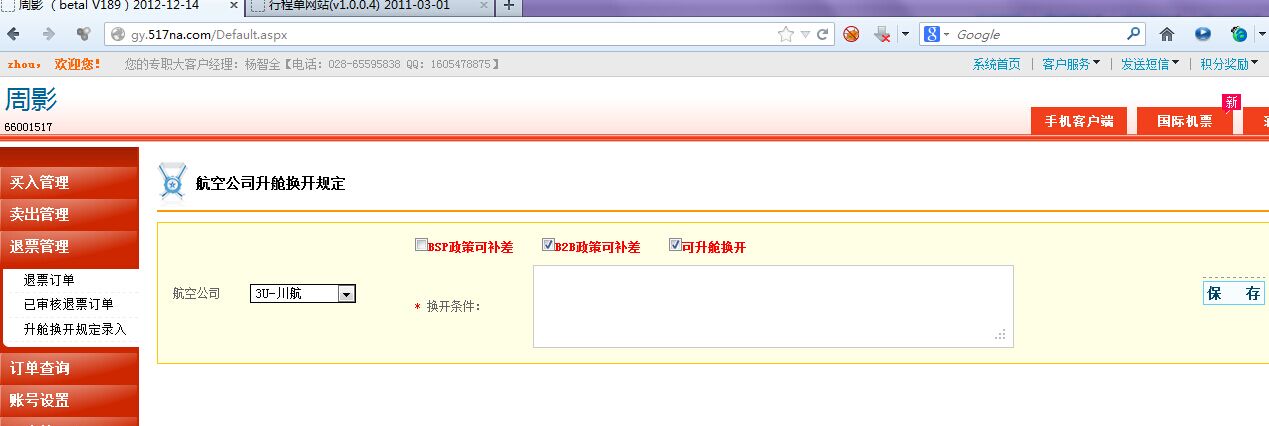 周影 （ betal V189 ) 2012-12-14
行程单网站(v1.0.0.4) 2011-03-01
gy.517na.com/Default.aspx
Google
zhou， 欢迎您！
您的专职大客户经理：杨智全【电话：028-65595838 QQ：1605478875】
系统首页 | 客户服务 | 发送短信 | 积分奖励
周影
66001517
手机客户端
国际机票
新
买入管理
卖出管理
退票管理
退票订单
已审核退票订单
升舱换开规定录入
订单查询
账号设置
航空公司升舱换开规定
BSP政策可补差
B2B政策可补差
可升舱换开
航空公司
3U-川航
* 换开条件：
保 存